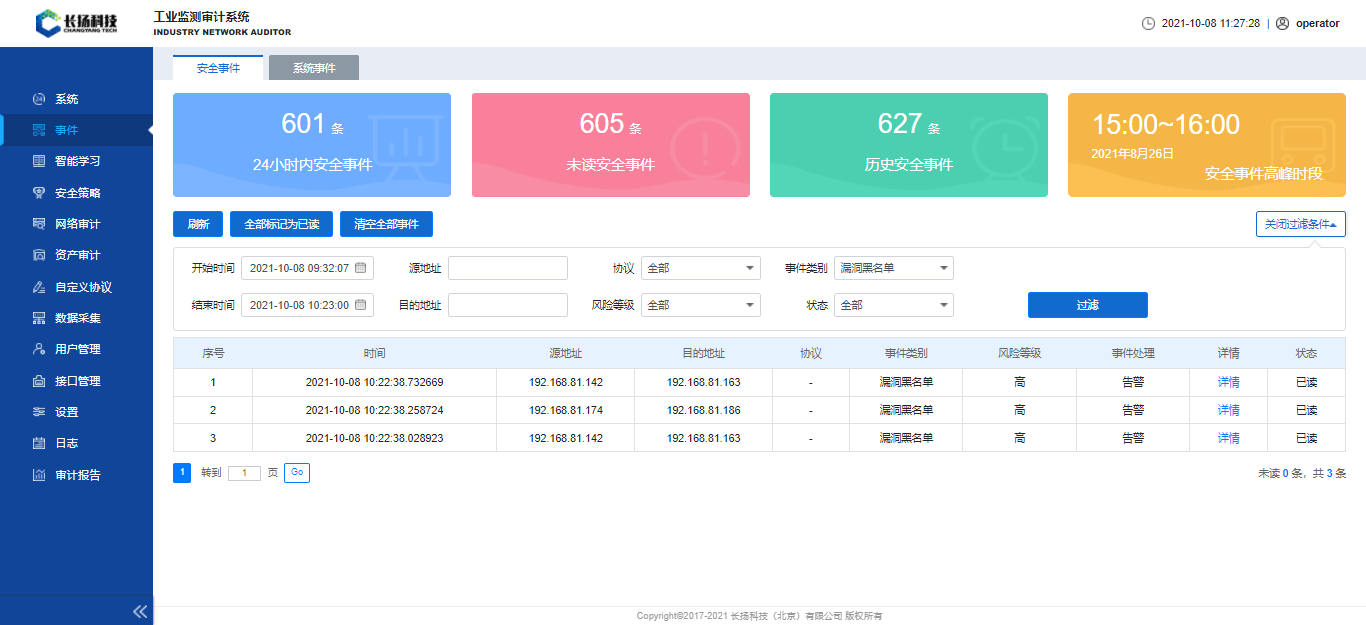 长扬科技
CHANGYANG TECH
工业监测审计系统
INDUSTRY NETWORK AUDITOR
2021-10-08 11:27:28 | operator
系统
事件
智能学习
安全策略
网络审计
资产审计
自定义协议
数据采集
用户管理
接口管理
设置
日志
审计报告
安全事件 系统事件
601 条
24小时内安全事件
605 条
未读安全事件
627 条
历史安全事件
15:00~16:00
2021年8月26日
安全事件高峰时段
刷新 全部标记为已读 清空全部事件 关闭过滤条件
开始时间 2021-10-08 09:32:07 源地址 协议 全部 事件类别 漏洞黑名单
结束时间 2021-10-08 10:23:00 目的地址 风险等级 全部 状态 全部 过滤
序号 时间 源地址 目的地址 协议 事件类别 风险等级 事件处理 详情 状态
1 2021-10-08 10:22:38.732669 192.168.81.142 192.168.81.163 - 漏洞黑名单 高 告警 详情 已读
2 2021-10-08 10:22:38.258724 192.168.81.174 192.168.81.186 - 漏洞黑名单 高 告警 详情 已读
3 2021-10-08 10:22:38.028923 192.168.81.142 192.168.81.163 - 漏洞黑名单 高 告警 详情 已读
1 转到 1 页 Go 未读 0 条，共 3 条
Copyright©2017-2021 长扬科技（北京）有限公司 版权所有